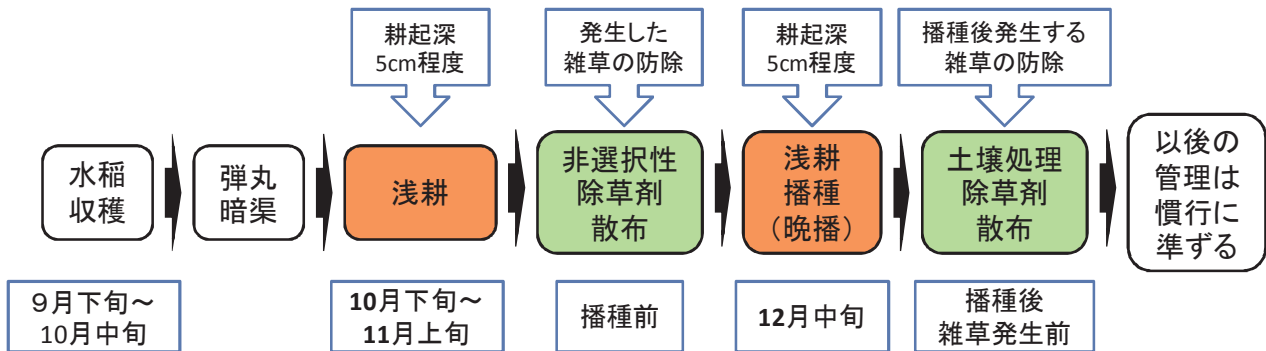 耕起深
5cm程度
発生した
雑草の防除
耕起深
5cm程度
播種後発生する
雑草の防除
水稲
収穫
弾丸
暗渠
浅耕
非選択性
除草剤
散布
浅耕
播種
（晩播）
土壌処理
除草剤
散布
以後の
管理は
慣行に
準ずる
９月下旬～
10月中旬
10月下旬～
11月上旬
播種前
12月中旬
播種後
雑草発生前